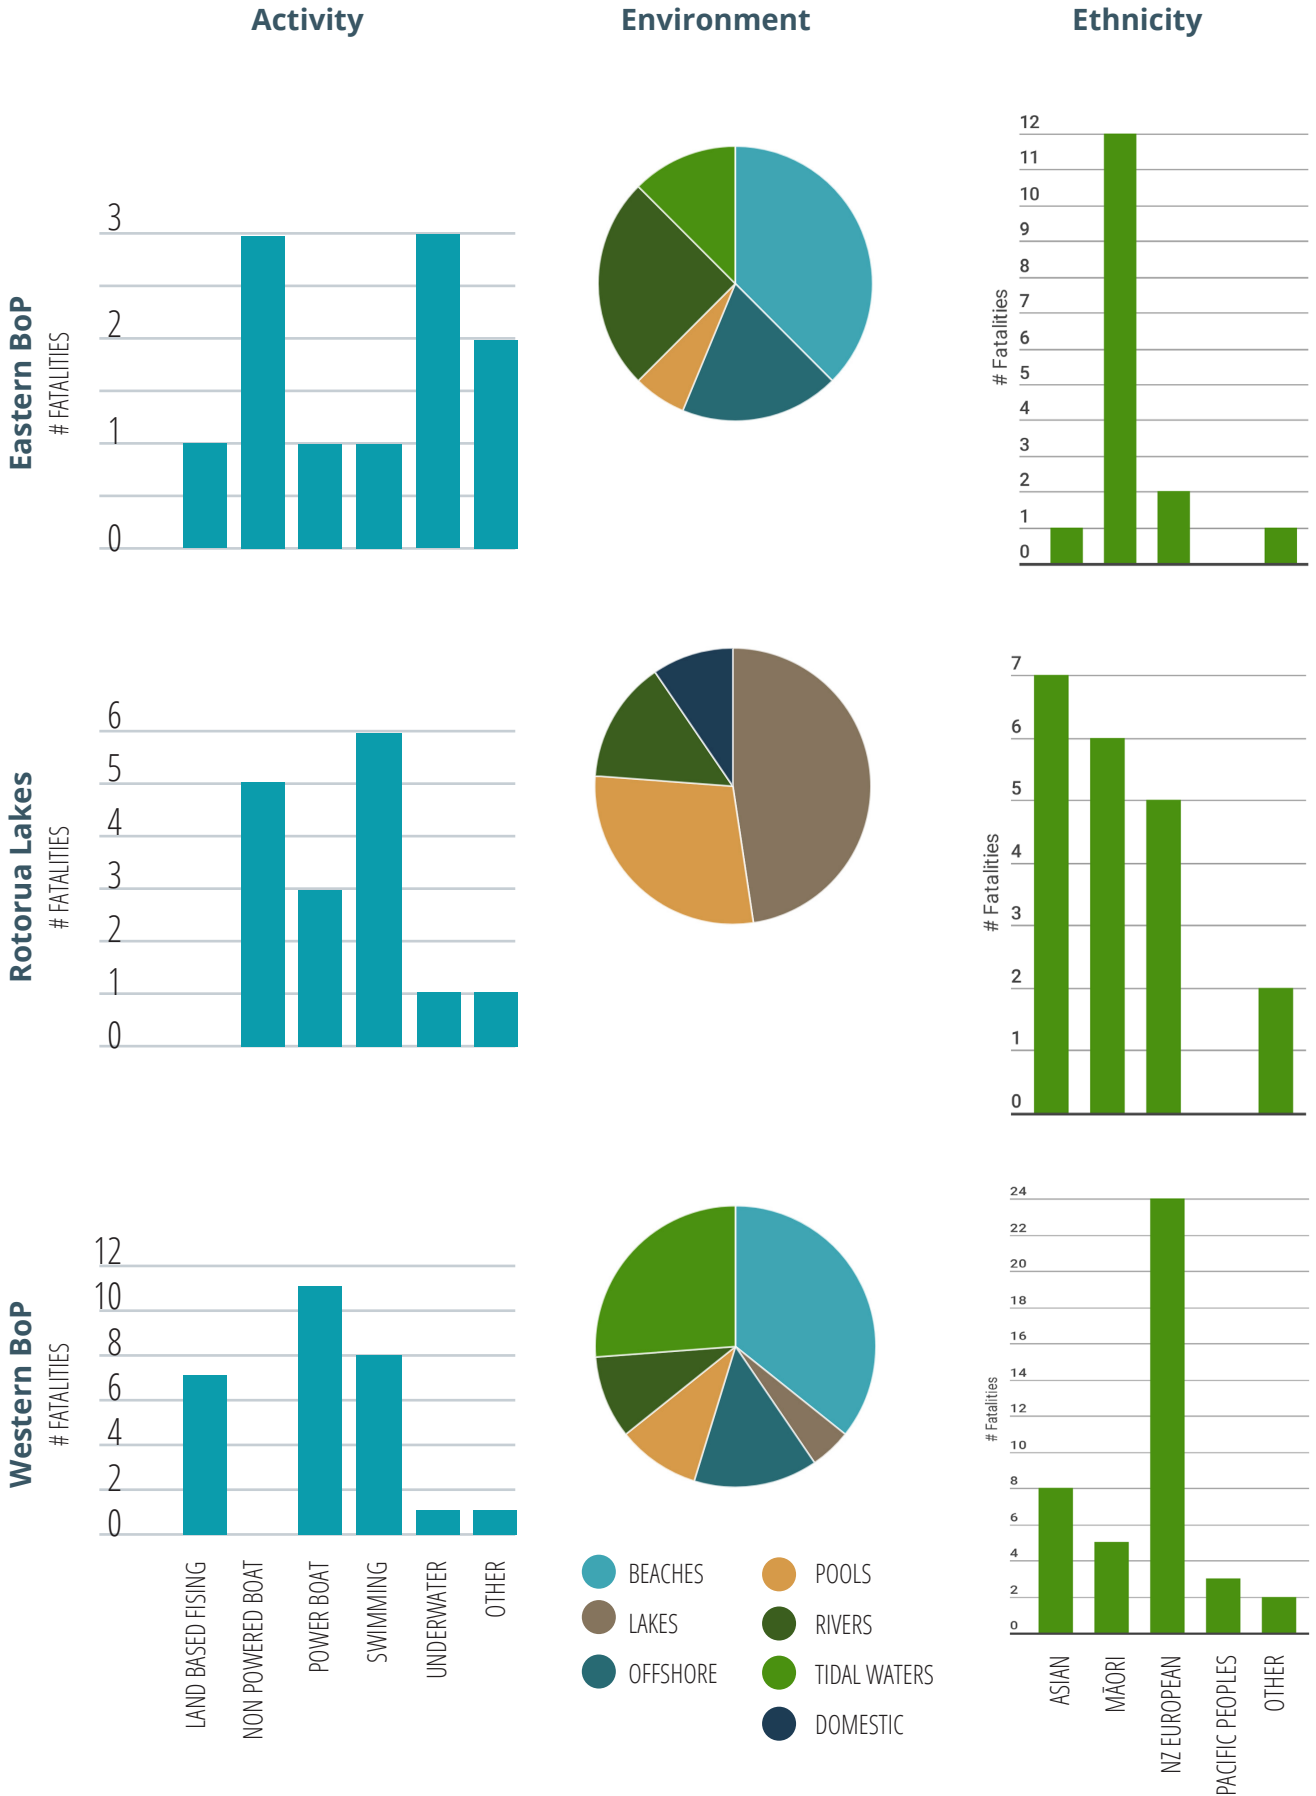 Activity
Environment
Ethnicity
Eastern BoP
# FATALITIES
3
2
1
0
# Fatalities
12
11
10
9
8
7
6
5
4
3
2
1
0
Rotorua Lakes
# FATALITIES
6
5
4
3
2
1
0
# Fatalities
7
6
5
4
3
2
1
0
Western BoP
# FATALITIES
12
10
8
6
4
2
0
# Fatalities
24
22
20
18
16
14
12
10
8
6
4
2
0
LAND BASED FISING
NON POWERED BOAT
POWER BOAT
SWIMMING
UNDERWATER
OTHER
BEACHES
LAKES
OFFSHORE
POOLS
RIVERS
TIDAL WATERS
DOMESTIC
ASIAN
MĀORI
NZ EUROPEAN
PACIFIC PEOPLES
OTHER